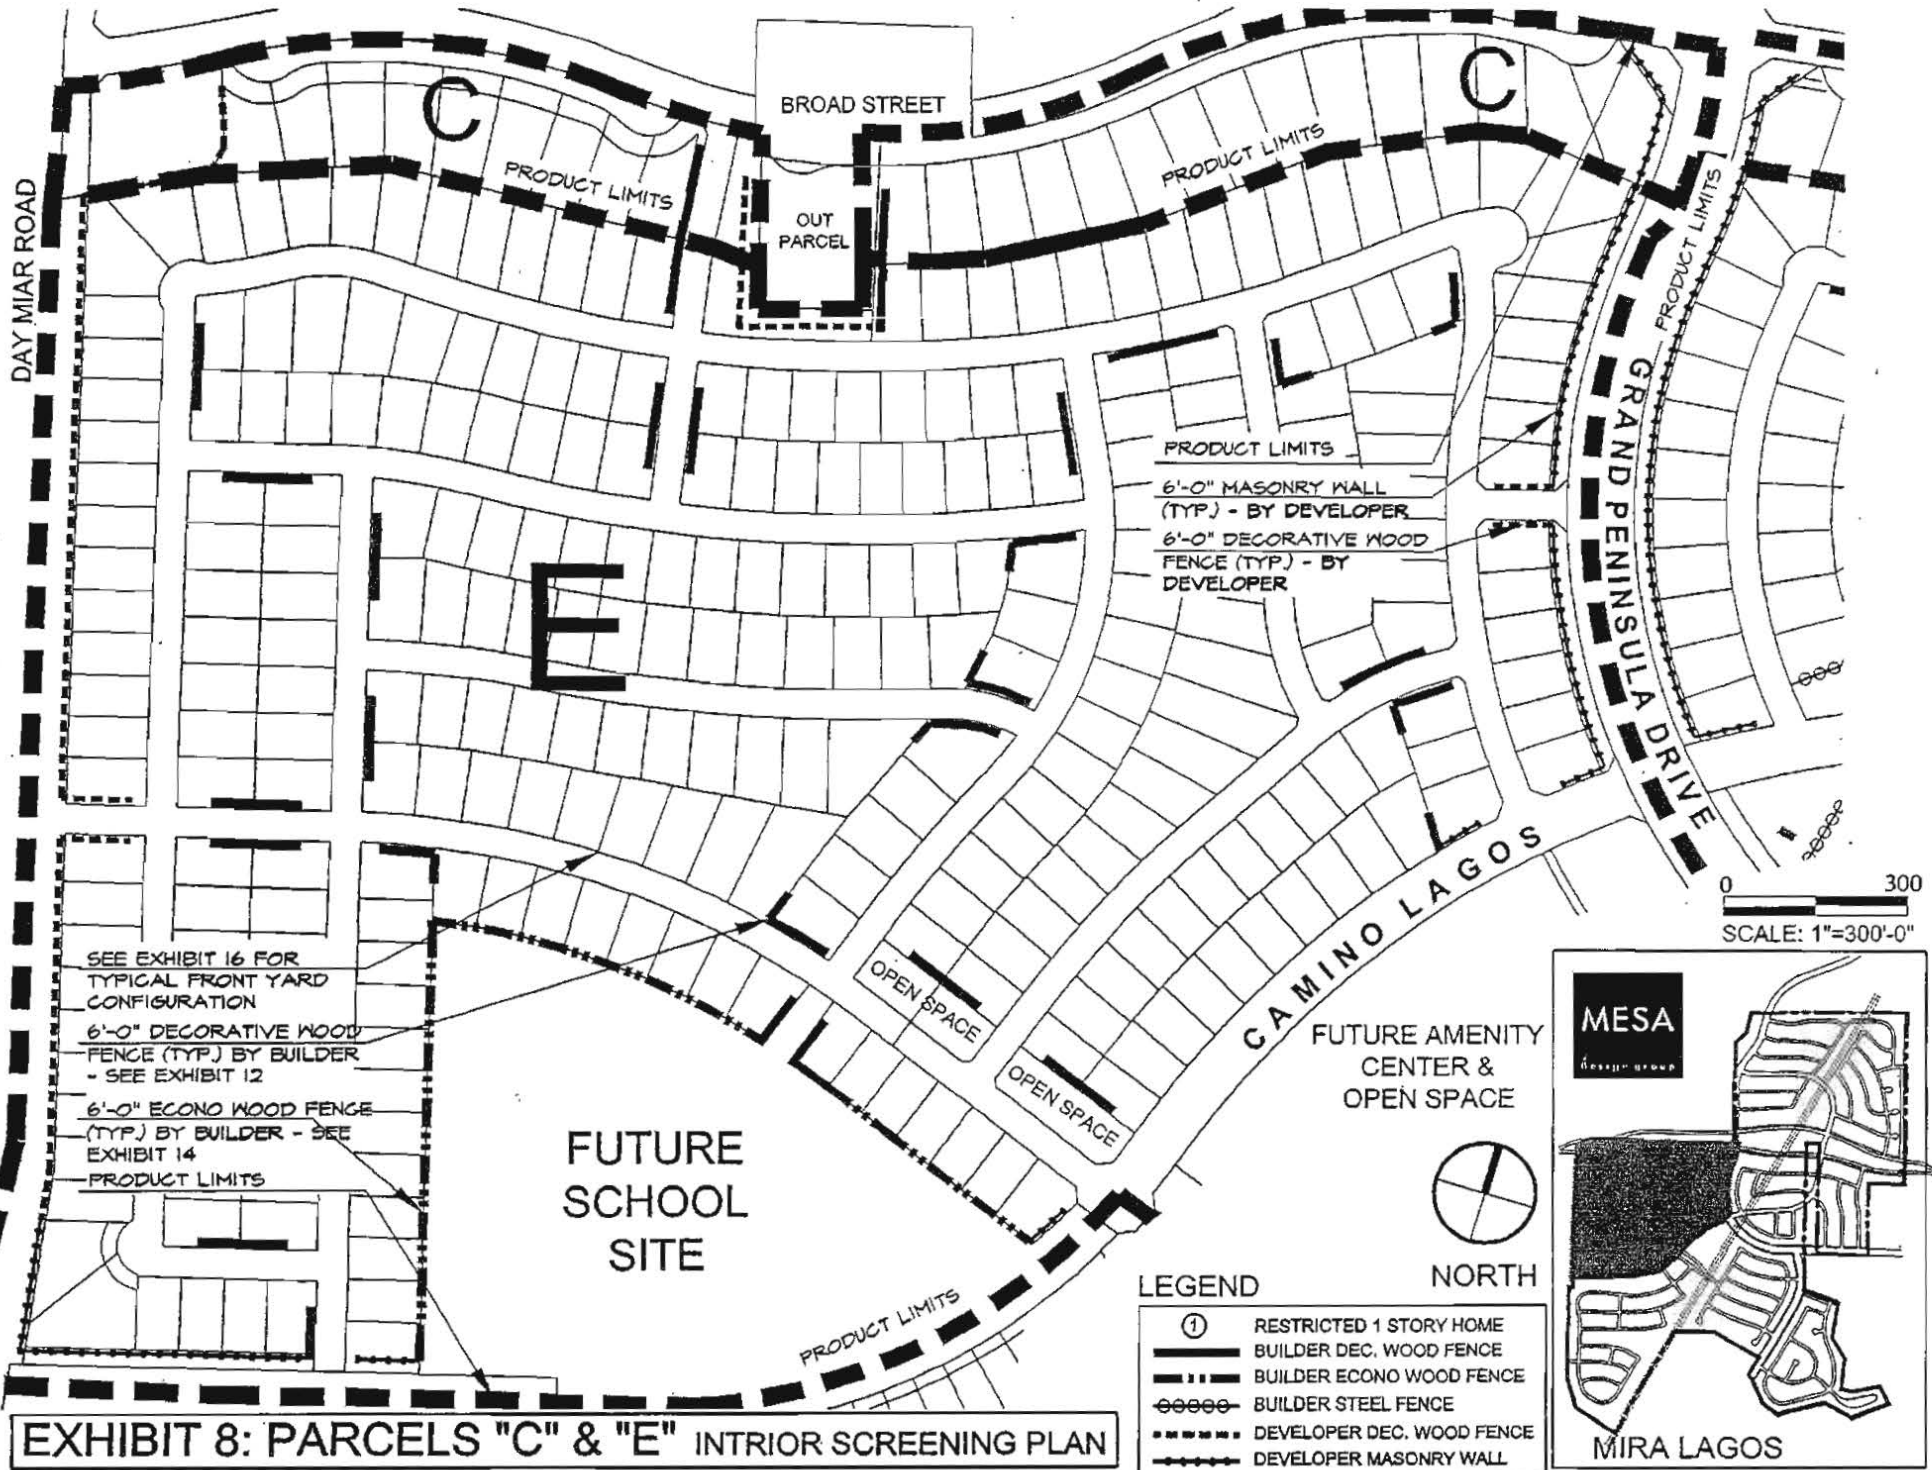 C
C
BROAD STREET
PRODUCT LIMITS
PRODUCT LIMITS
OUT
PARCEL
DAY MIAR ROAD
PRODUCT LIMITS
GRAND PENINSULA DRIVE
PRODUCT LIMITS
6'-0" MASONRY WALL
(TYP.) - BY DEVELOPER
6'-0" DECORATIVE WOOD
FENCE (TYP.) - BY
DEVELOPER
E
CAMINO LAGOS
0 300
SCALE: 1"=300'-0"
SEE EXHIBIT 16 FOR
TYPICAL FRONT YARD
CONFIGURATION
6'-0" DECORATIVE WOOD
FENCE (TYP.) BY BUILDER
- SEE EXHIBIT 12
6'-0" ECONO WOOD FENCE
(TYP.) BY BUILDER - SEE
EXHIBIT 14
PRODUCT LIMITS
OPEN SPACE
OPEN SPACE
FUTURE AMENITY
CENTER &
OPEN SPACE
FUTURE
SCHOOL
SITE
PRODUCT LIMITS
NORTH
MESA
design group
MIRA LAGOS
LEGEND
1 RESTRICTED 1 STORY HOME
BUILDER DEC. WOOD FENCE
BUILDER ECONO WOOD FENCE
BUILDER STEEL FENCE
DEVELOPER DEC. WOOD FENCE
DEVELOPER MASONRY WALL
EXHIBIT 8: PARCELS "C" & "E" INTRIOR SCREENING PLAN